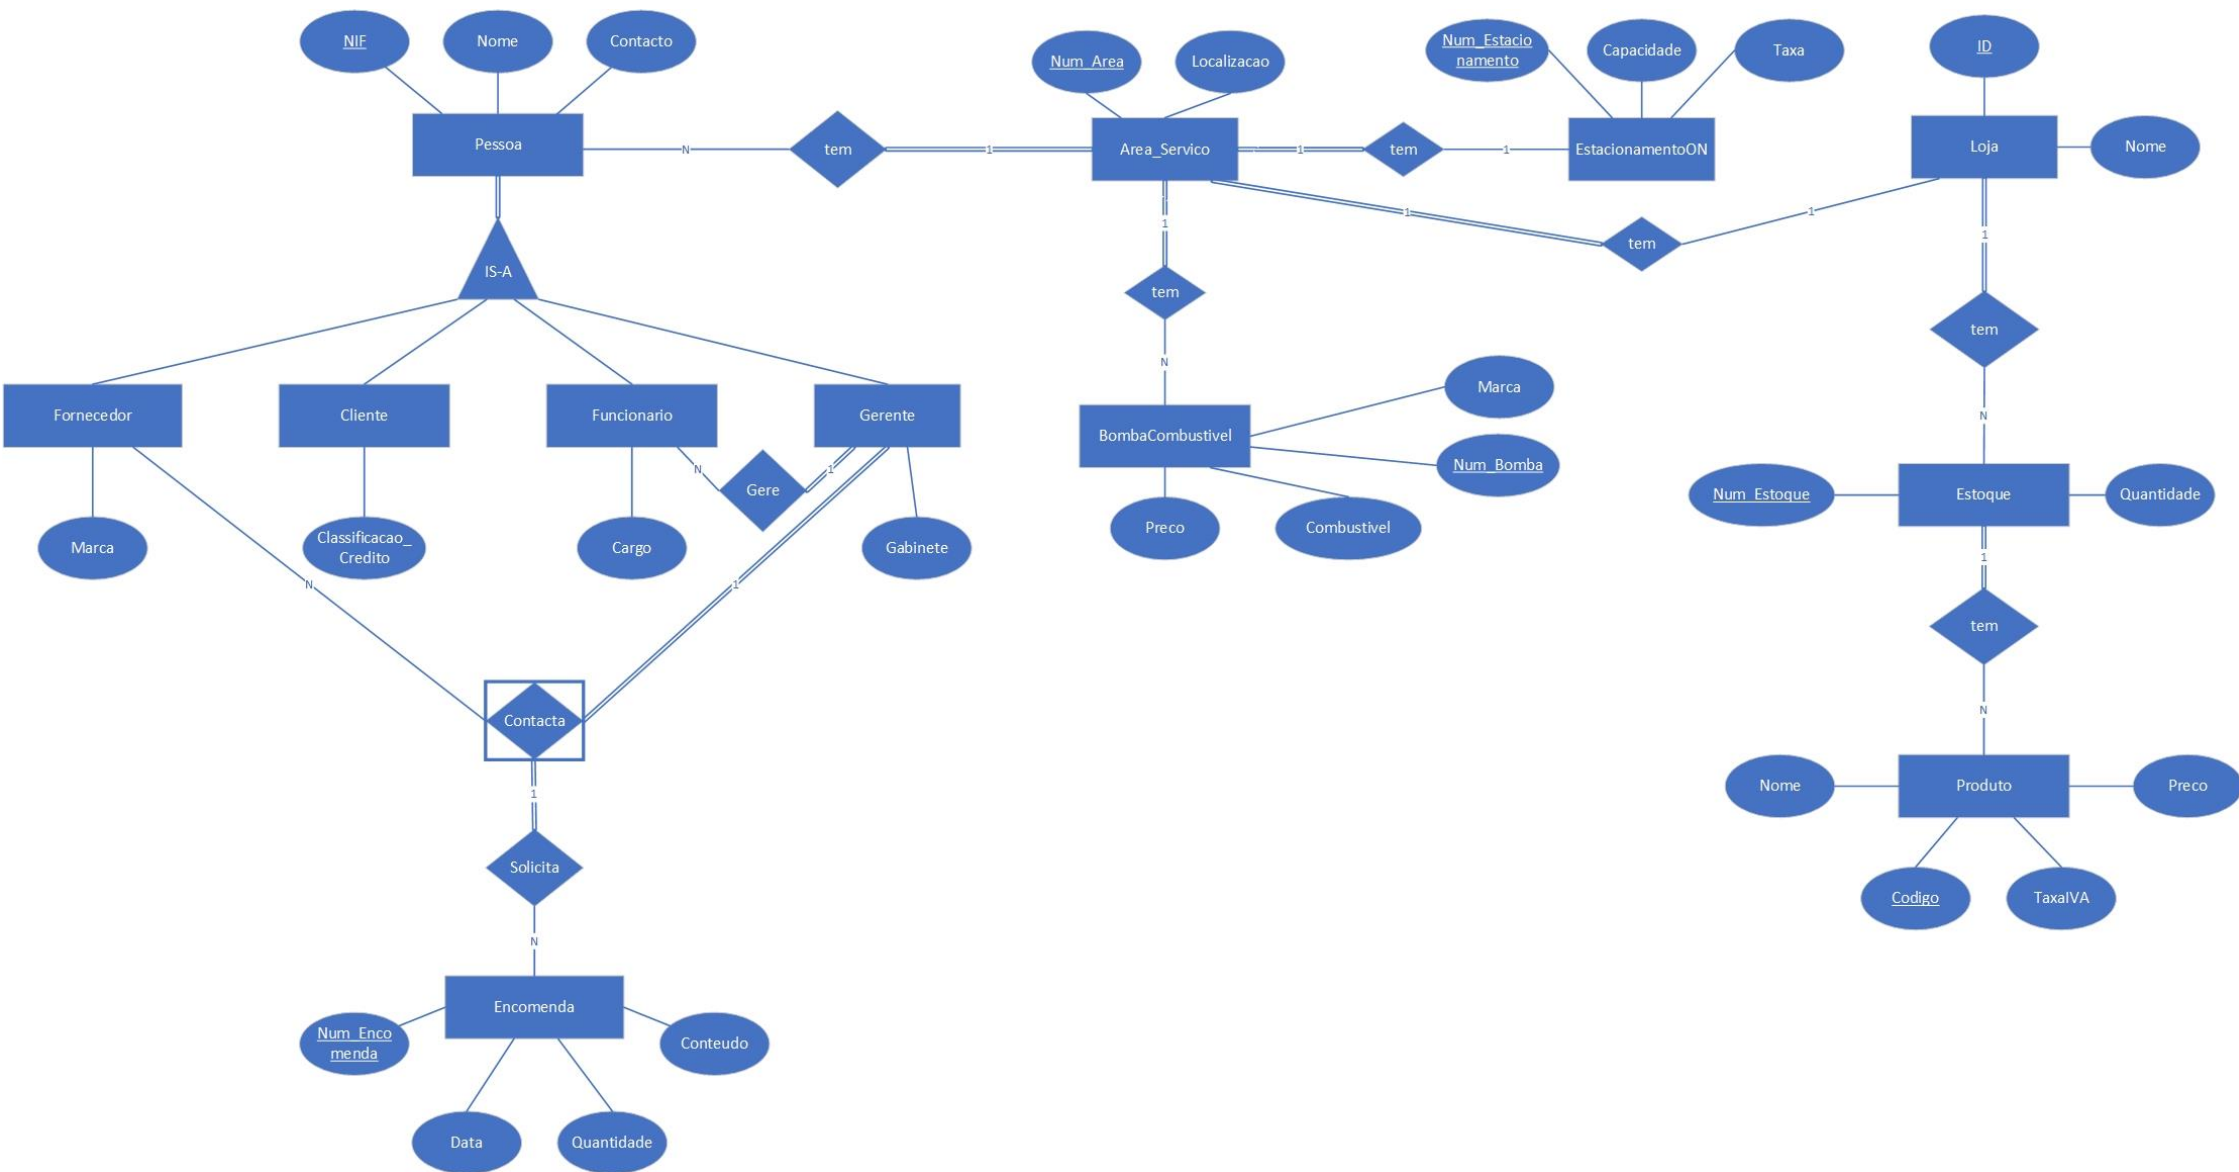 NIF
Nome
Contacto
Num_Area
Localizacao
Num_Estacio
namento
Capacidade
Taxa
ID
Pessoa
N
tem
1
Area_Servico
1
tem
1
EstacionamentoON
Loja
Nome
IS-A
1
1
1
tem
1
tem
tem
N
Marca
N
Fornecedor
Cliente
Funcionario
Gerente
BombaCombustivel
N
1
Gere
Num_Bomba
Num_Estoque
Estoque
Quantidade
Marca
Classificacao_
Credito
Cargo
Gabinete
Preco
Combustivel
1
N
1
tem
Contacta
N
1
Nome
Produto
Preco
Solicita
Codigo
TaxaIVA
N
Encomenda
Num_Enco
menda
Conteudo
Data
Quantidade